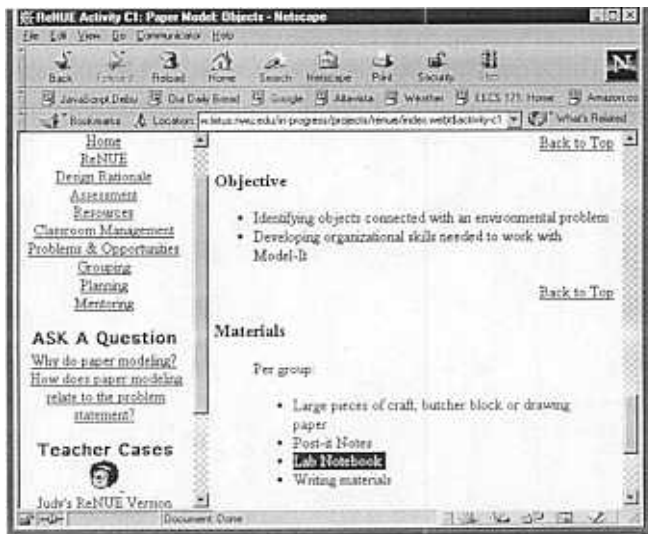 ReNUE Activity C1: Paper Model: Objects - Netscape
File Edit View Go Communicator Help
Back Reload Home Search Netscape Print Security
JavaScript Debu Our Daily Bread Google Altavista Weather EECS 175 Home Amazon.co
Bookmarks Location: What's Related
Home
ReNUE
Design Rationale
Assessment
Resources
Classroom Management
Problems & Opportunities
Grouping
Planning
Mentoring
ASK A Question
Why do paper modeling?
How does paper modeling
relate to the problem
statement?
Teacher Cases
Judy's ReNUE Version
Back to Top
Objective
• Identifying objects connected with an environmental problem
• Developing organizational skills needed to work with
Model-It
Back to Top
Materials
Per group:
• Large pieces of craft, butcher block or drawing
paper
• Post-it Notes
• Lab Notebook
• Writing materials
Document: Done